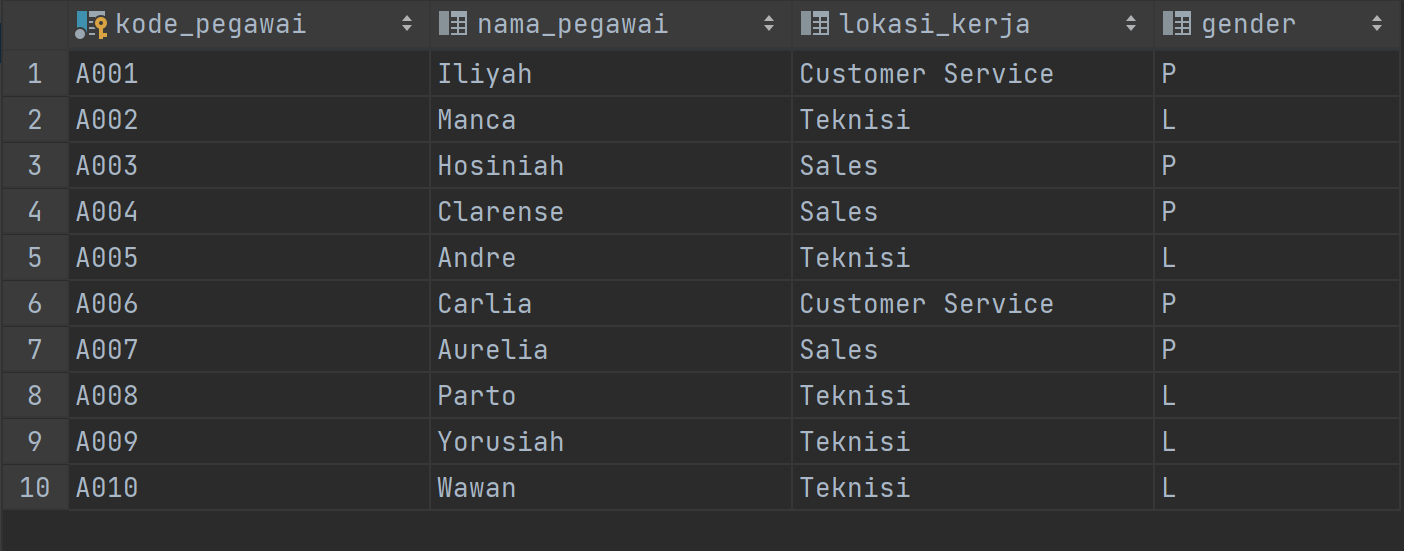 kode_pegawai nama_pegawai lokasi_kerja gender
1 A001 Iliyah Customer Service P
2 A002 Manca Teknisi L
3 A003 Hosiniah Sales P
4 A004 Clarense Sales P
5 A005 Andre Teknisi L
6 A006 Carlia Customer Service P
7 A007 Aurelia Sales P
8 A008 Parto Teknisi L
9 A009 Yorusiah Teknisi L
10 A010 Wawan Teknisi L